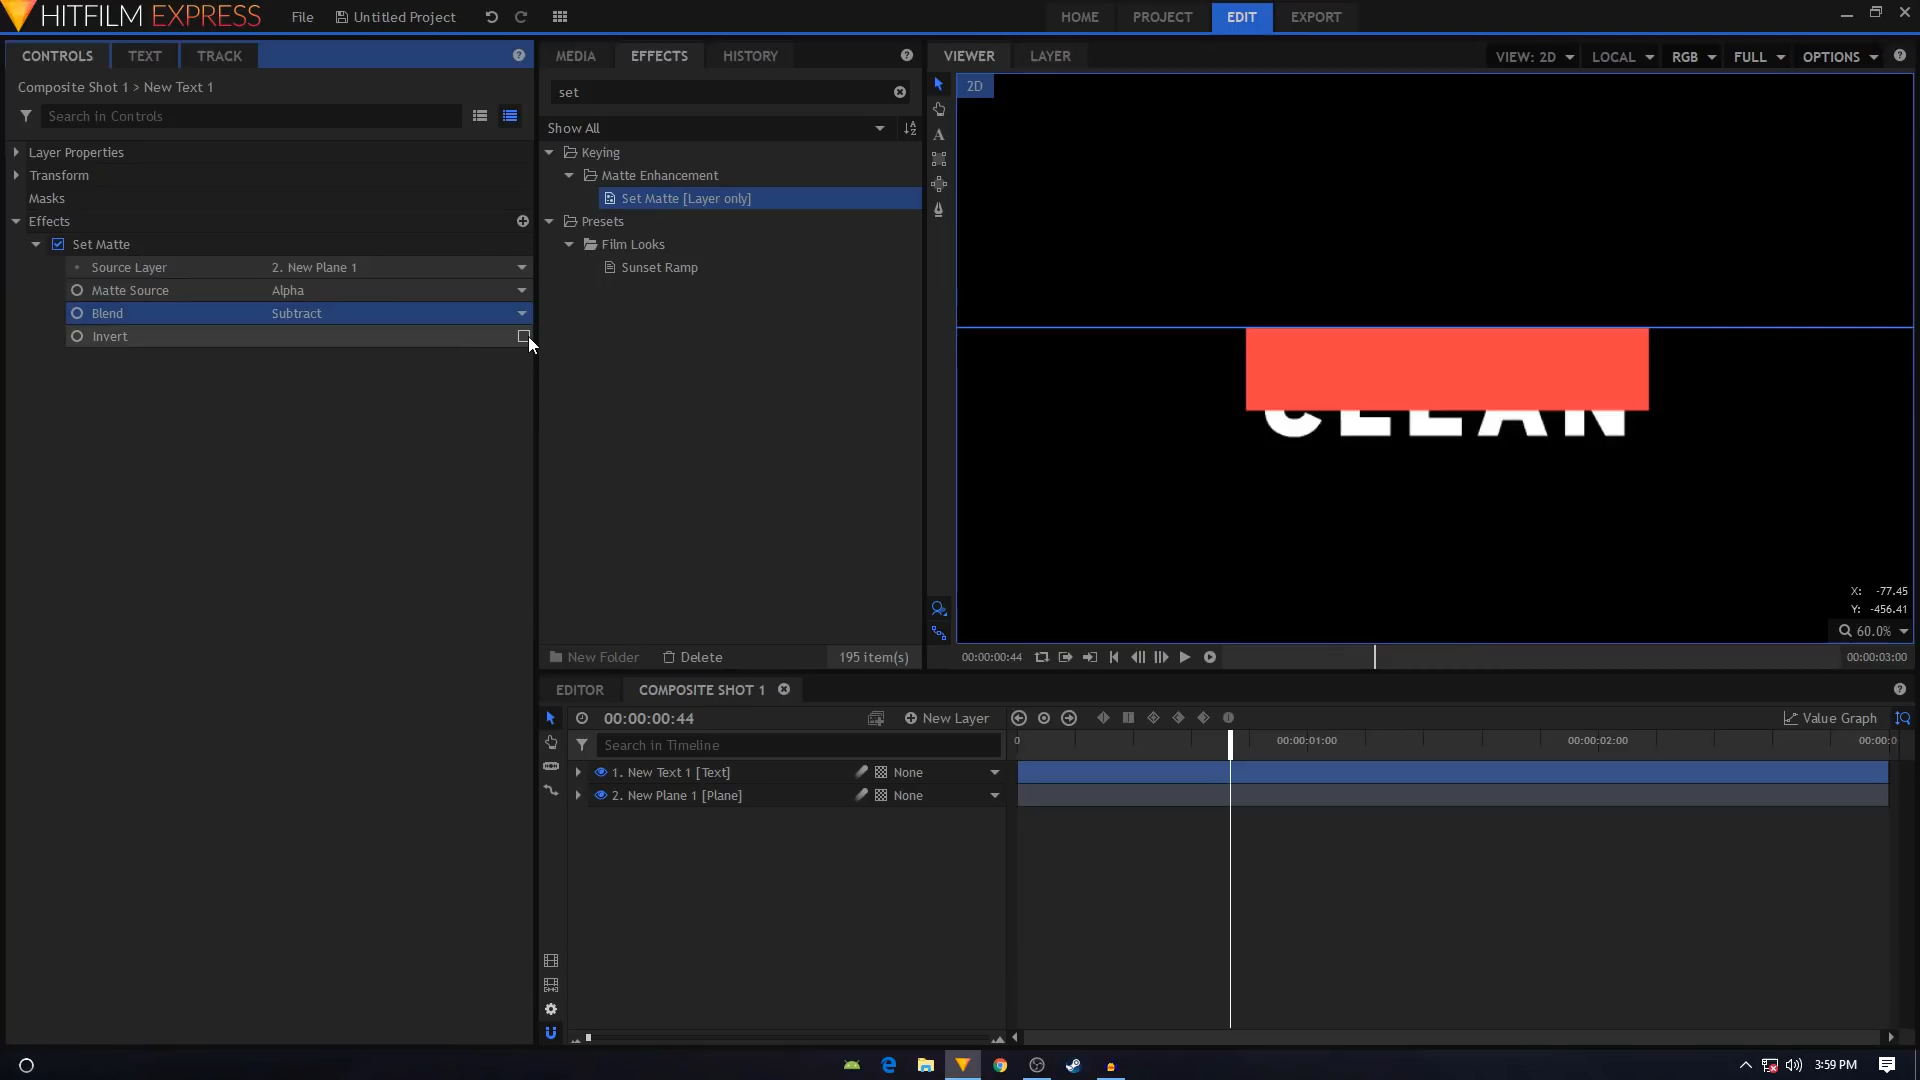 HITFILM EXPRESS
File
Untitled Project
HOME
PROJECT
EDIT
EXPORT
CONTROLS
TEXT
TRACK
Composite Shot 1 > New Text 1
Search in Controls
Layer Properties
Transform
Masks
Effects
Set Matte
Source Layer
2. New Plane 1
Matte Source
Alpha
Blend
Subtract
Invert
MEDIA
EFFECTS
HISTORY
set
Show All
Keying
Matte Enhancement
Set Matte [Layer only]
Presets
Film Looks
Sunset Ramp
New Folder
Delete
195 item(s)
VIEWER
LAYER
VIEW: 2D
LOCAL
RGB
FULL
OPTIONS
2D
CLEAN
X: -77.45
Y: -456.41
60.0%
00:00:00:44
00:00:03:00
EDITOR
COMPOSITE SHOT 1
00:00:00:44
New Layer
Value Graph
Search in Timeline
0
00:00:01:00
00:00:02:00
00:00:0
1. New Text 1 [Text]
None
2. New Plane 1 [Plane]
None
3:59 PM